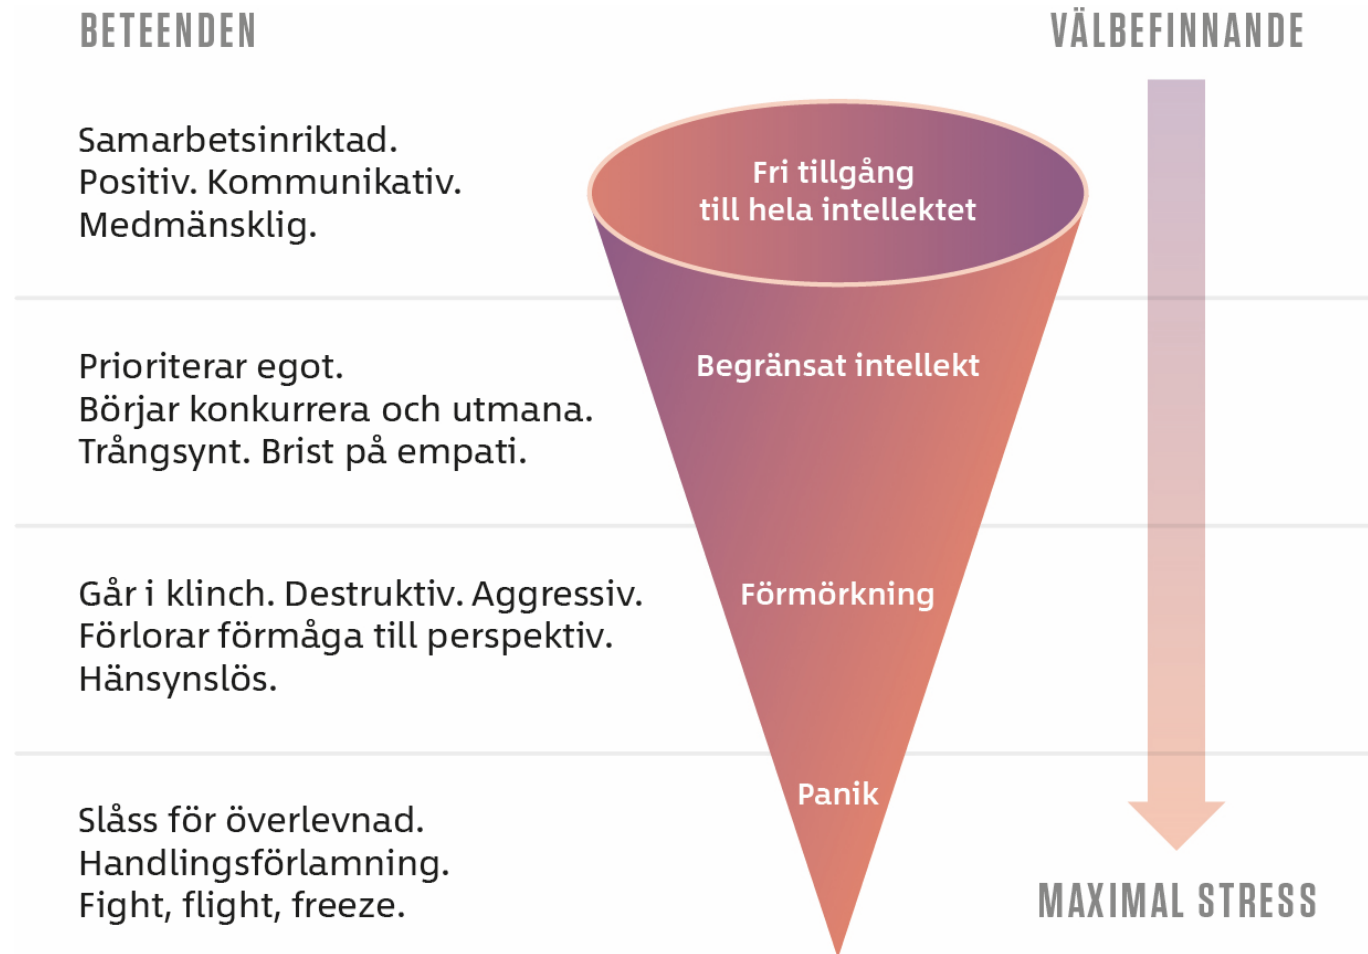 BETEENDEN
VÄLBEFINNANDE
Samarbetsinriktad.
Positiv. Kommunikativ.
Medmänsklig.
Fri tillgång
till hela intellektet
Prioriterar egot.
Börjar konkurrera och utmana.
Trångsynt. Brist på empati.
Begränsat intellekt
Går i klinch. Destruktiv. Aggressiv.
Förlorar förmåga till perspektiv.
Hänsynslös.
Förmörkning
Slåss för överlevnad.
Handlingsförlamning.
Fight, flight, freeze.
Panik
MAXIMAL STRESS